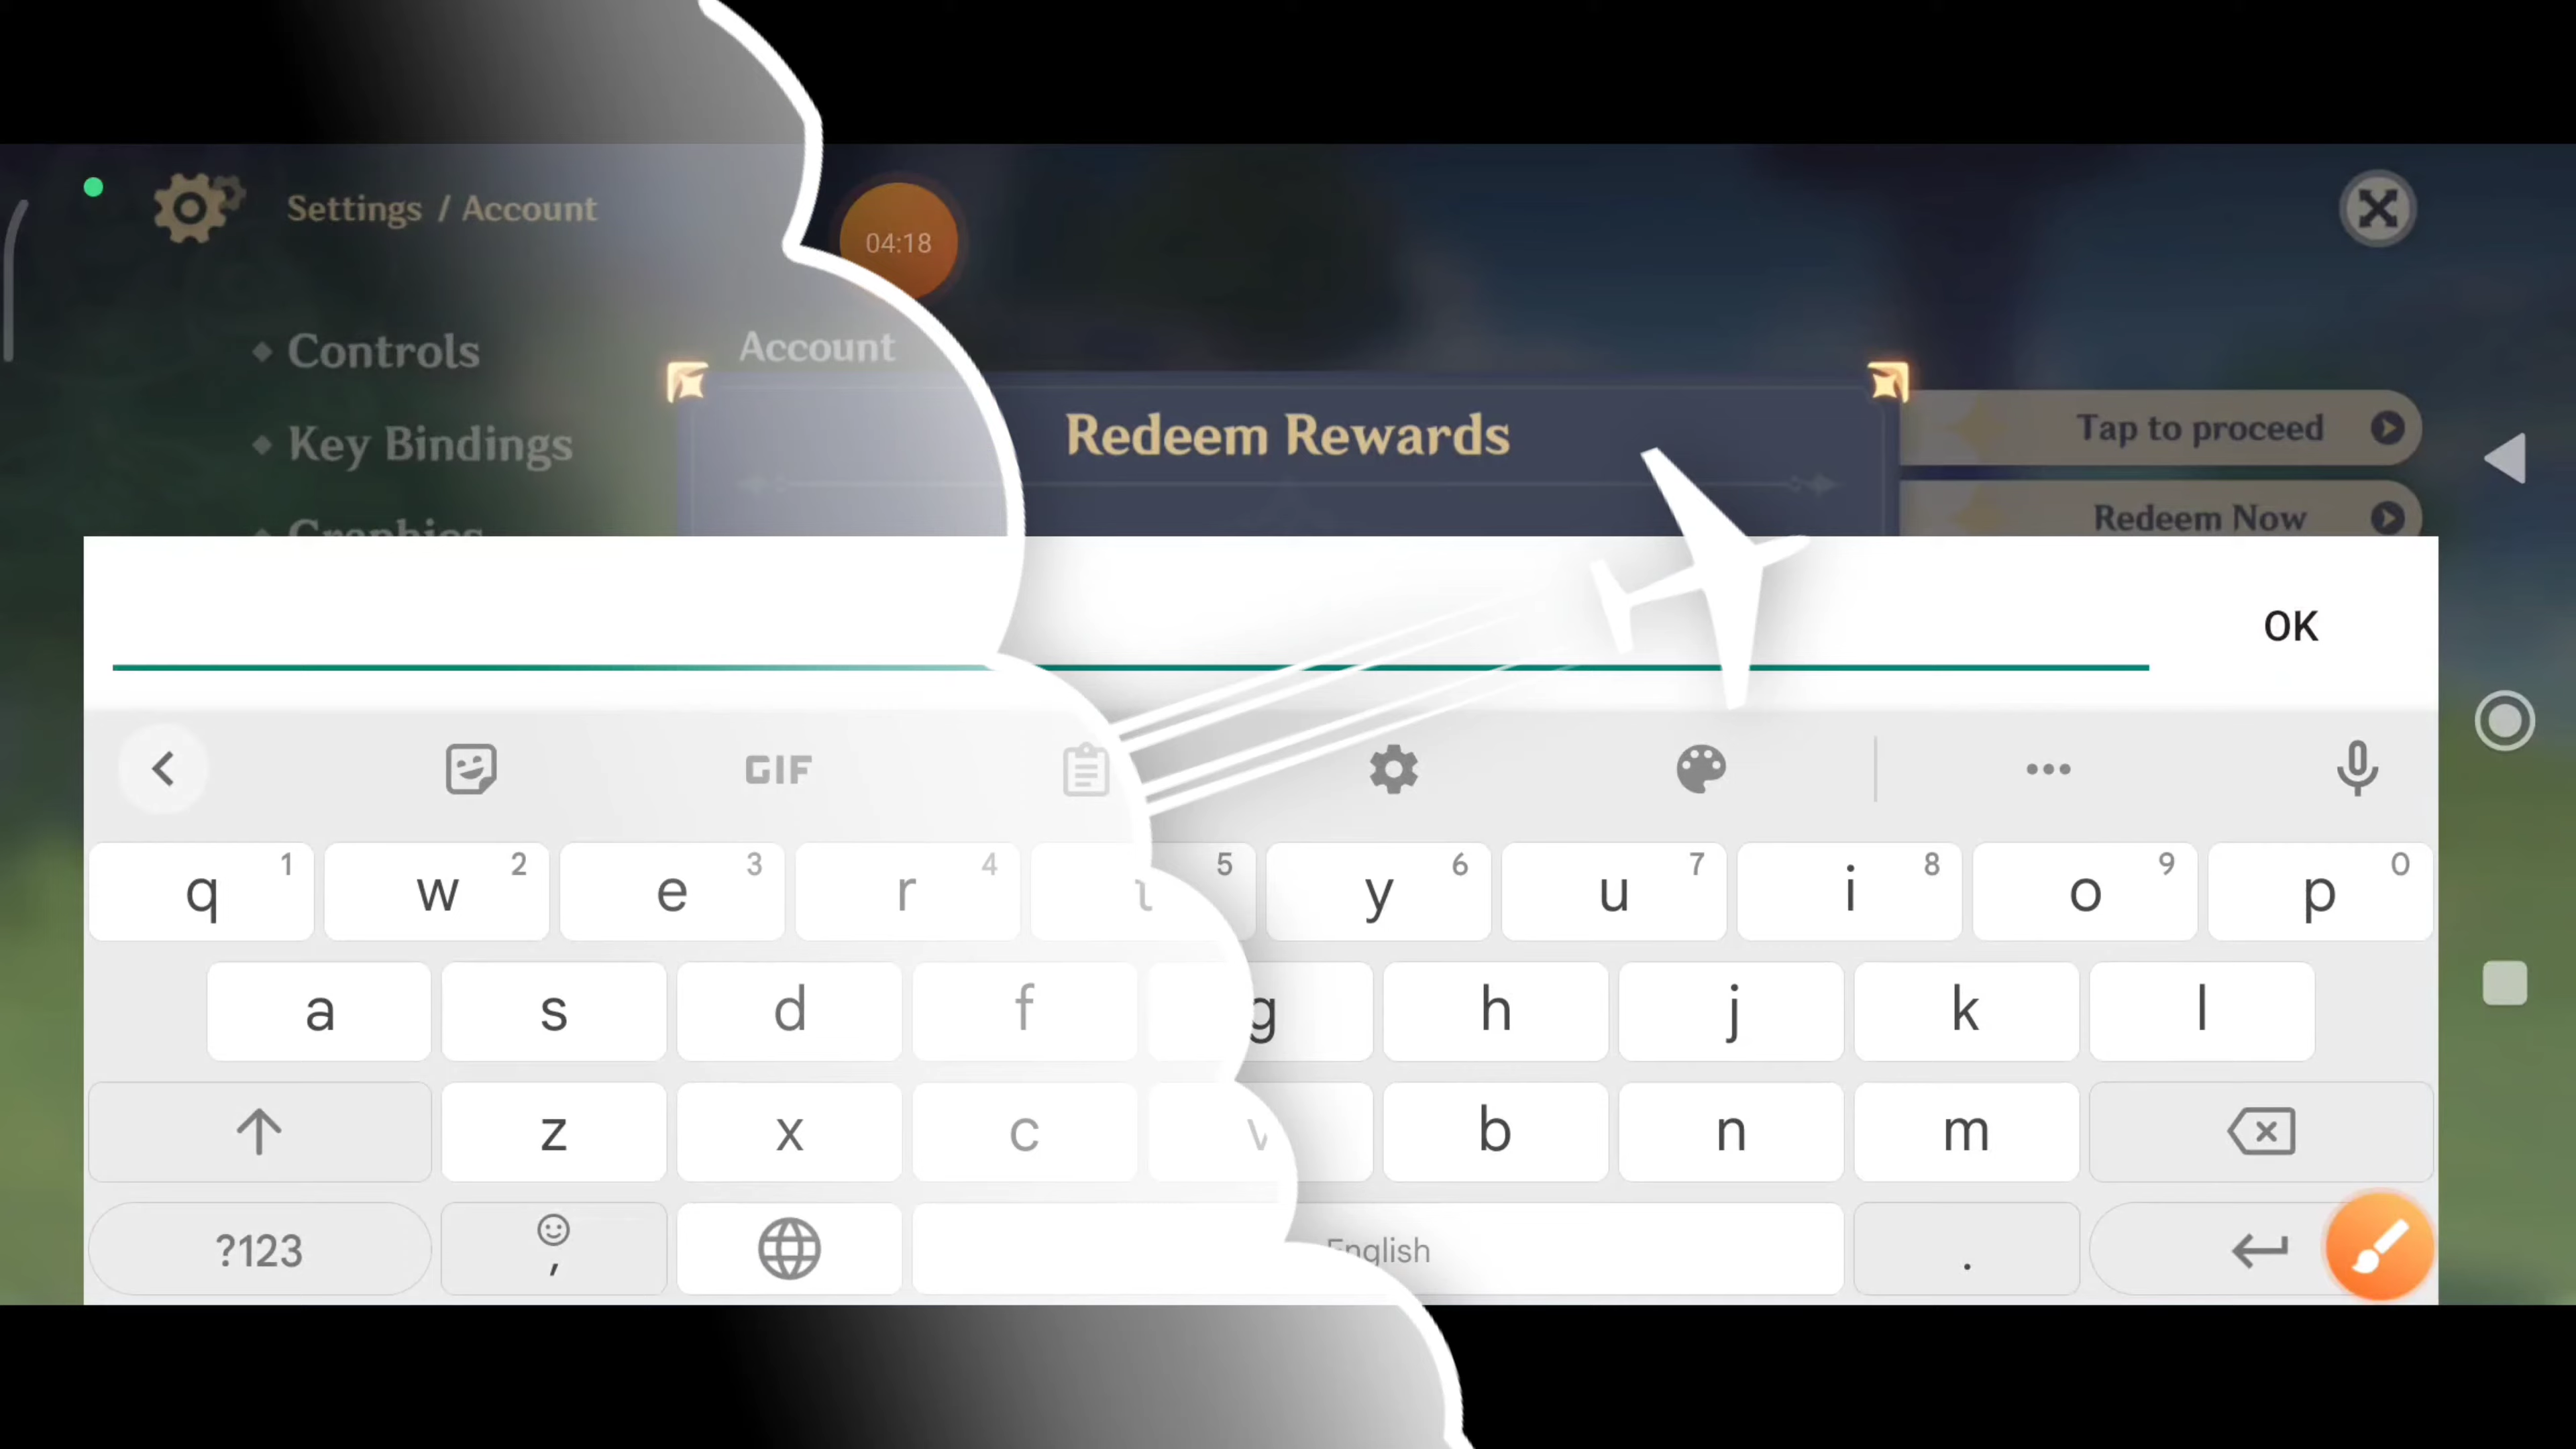 Settings / Account
04:18
Controls
Account
Key Bindings
Redeem Rewards
Tap to proceed
Graphics
Redeem Now
OK
GIF
q 1 w 2 e 3 r 4 t 5 y 6 u 7 i 8 o 9 p 0
a s d f g h j k l
z x c v b n m
?123 , English .